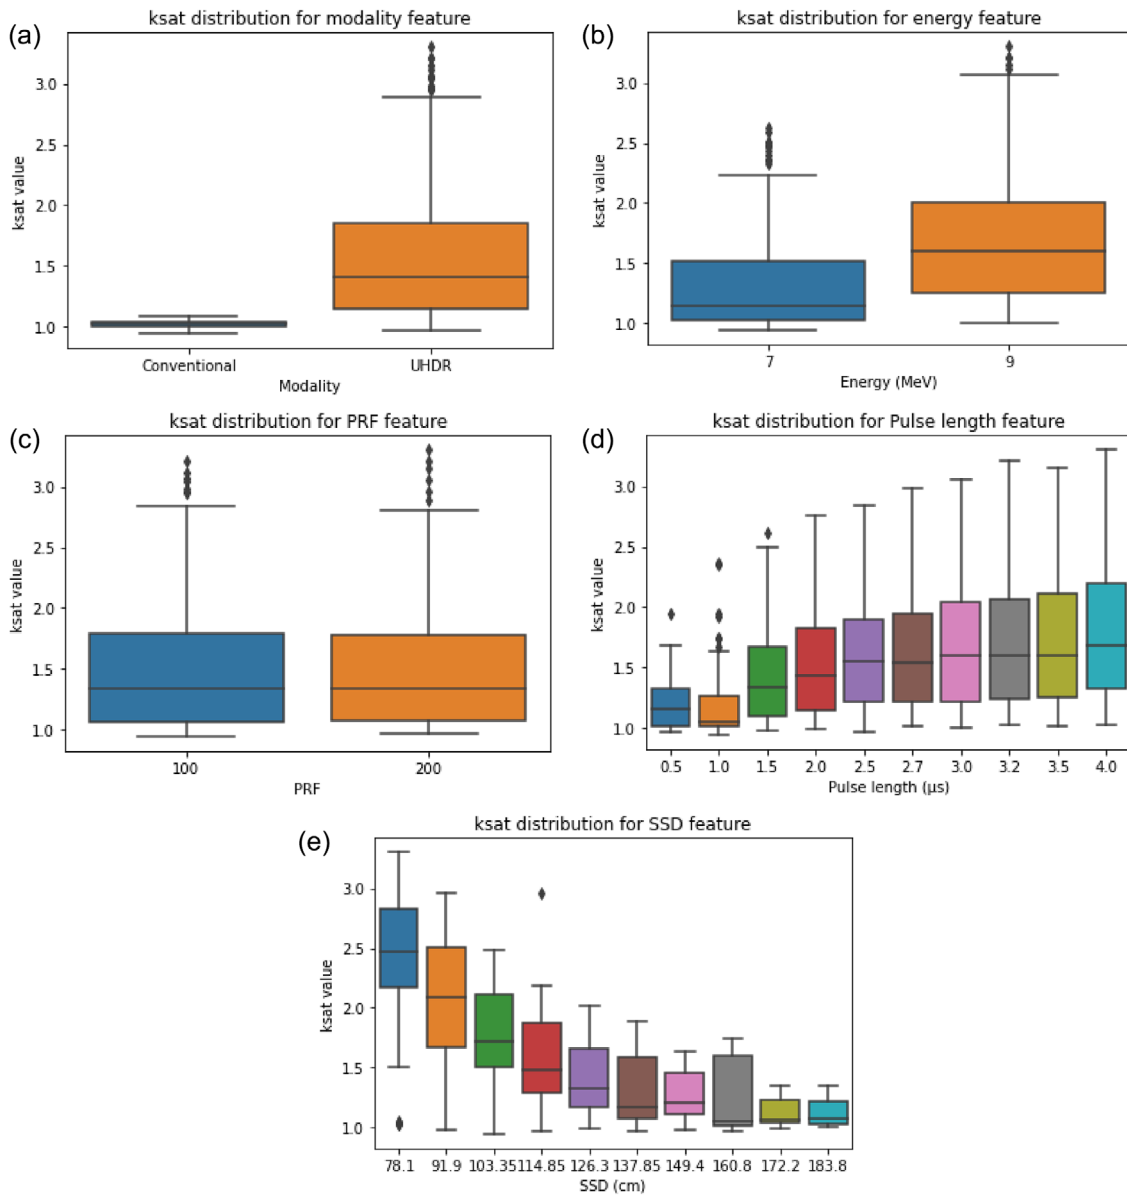 (a)
ksat distribution for modality feature
ksat value
3.0
2.5
2.0
1.5
1.0
Conventional UHDR
Modality
(b)
ksat distribution for energy feature
ksat value
3.0
2.5
2.0
1.5
1.0
7 9
Energy (MeV)
(c)
ksat distribution for PRF feature
ksat value
3.0
2.5
2.0
1.5
1.0
100 200
PRF
(d)
ksat distribution for Pulse length feature
ksat value
3.0
2.5
2.0
1.5
1.0
0.5 1.0 1.5 2.0 2.5 2.7 3.0 3.2 3.5 4.0
Pulse length (μs)
(e)
ksat distribution for SSD feature
ksat value
3.0
2.5
2.0
1.5
1.0
78.1 91.9 103.35 114.85 126.3 137.85 149.4 160.8 172.2 183.8
SSD (cm)